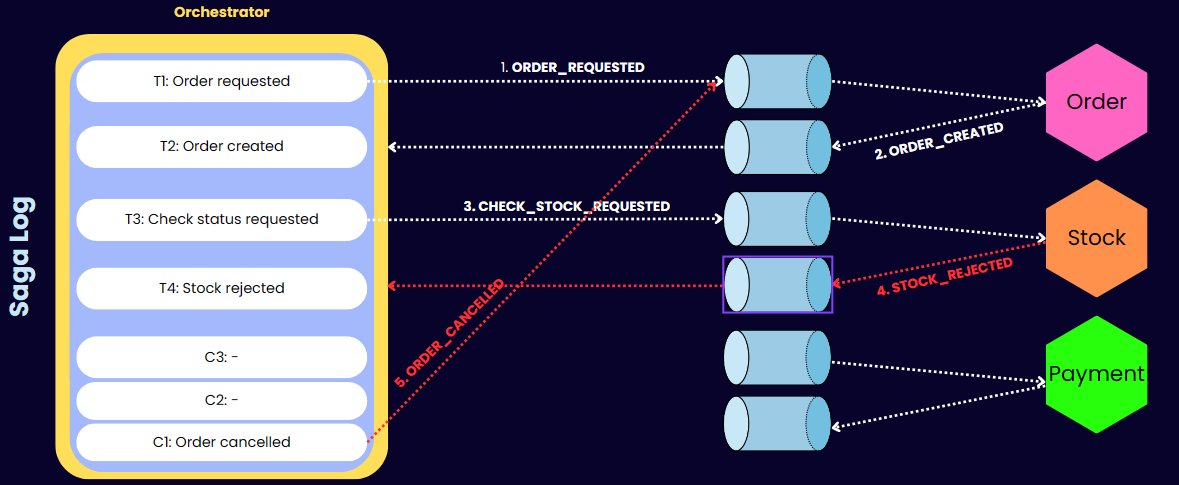 Orchestrator
Saga Log
T1: Order requested
T2: Order created
T3: Check status requested
T4: Stock rejected
C3: -
C2: -
C1: Order cancelled
1. ORDER_REQUESTED
2. ORDER_CREATED
3. CHECK_STOCK_REQUESTED
4. STOCK_REJECTED
5. ORDER_CANCELLED
Order
Stock
Payment